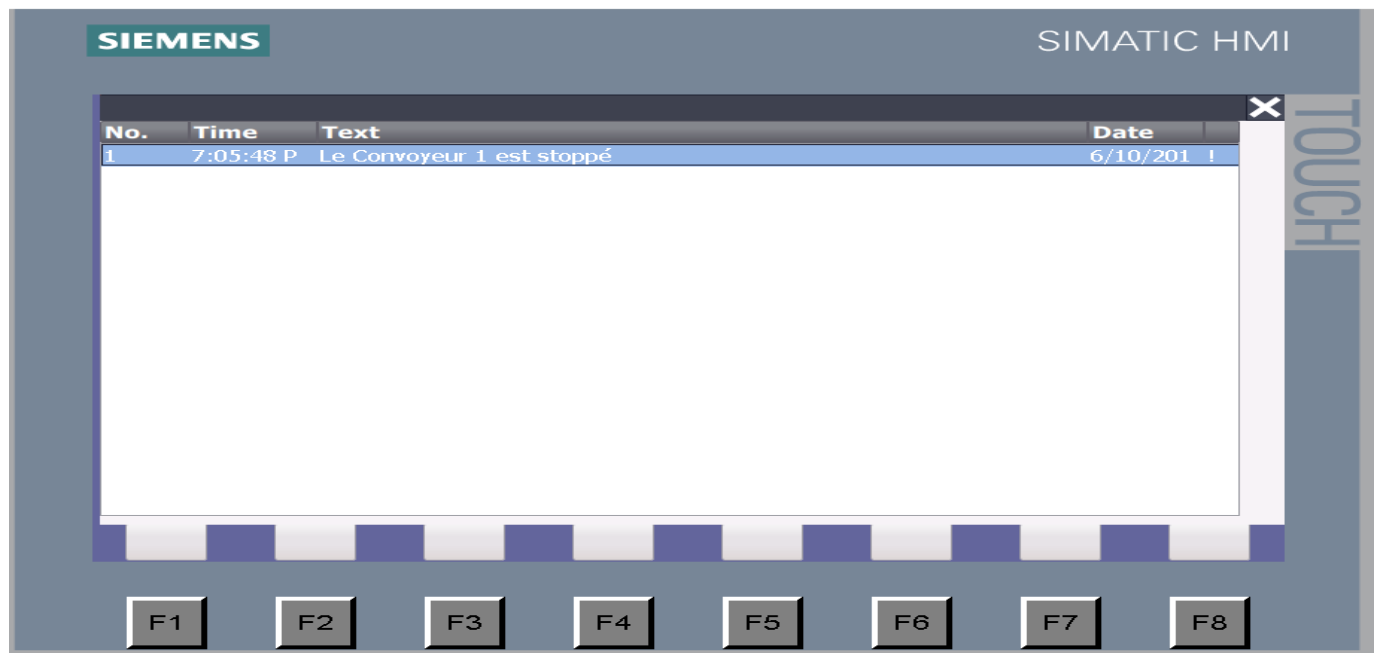 SIEMENS SIMATIC HMI
TOUCH
No. Time Text Date
1 7:05:48 P Le Convoyeur 1 est stoppé 6/10/201 !
F1 F2 F3 F4 F5 F6 F7 F8